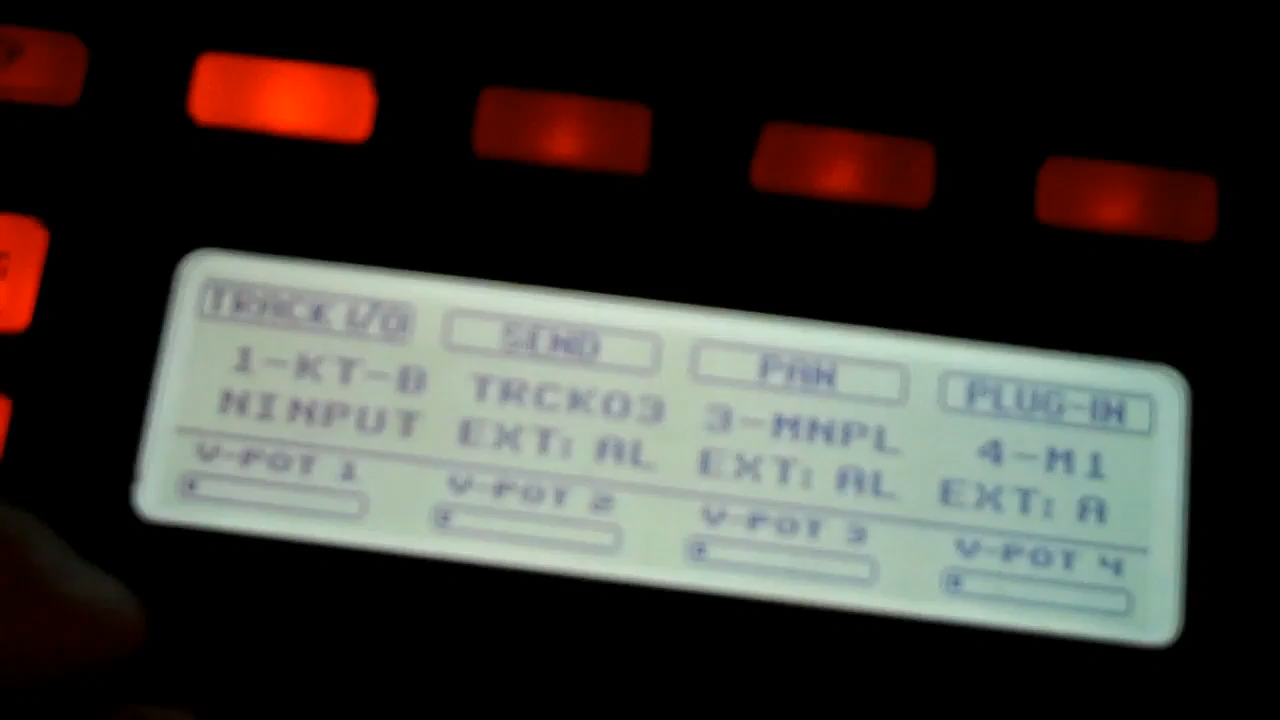 TRACK I/O SEND PAN PLUG-IN
1-KT-B TRCK03 3-MNPL 4-M1
NINPUT EXT: AL EXT: AL EXT: A
V-POT 1 V-POT 2 V-POT 3 V-POT 4